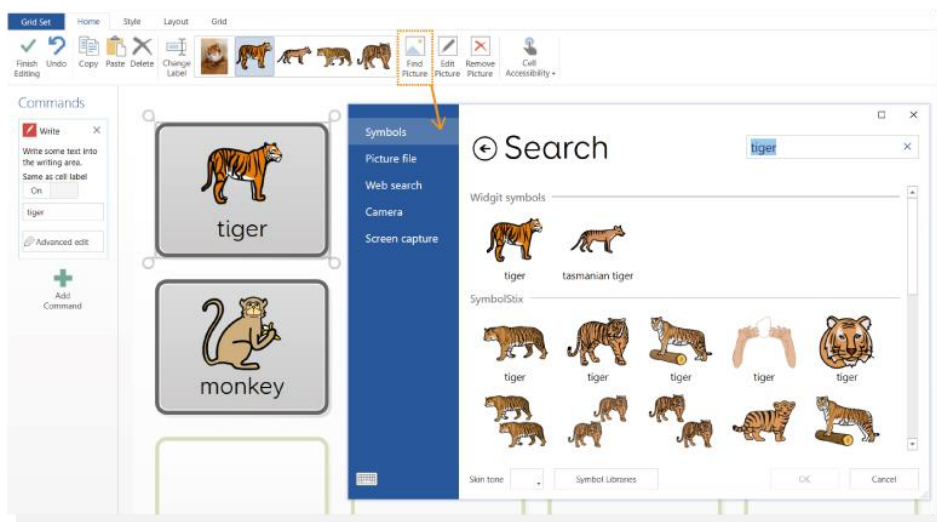 Grid Set Home Style Layout Grid
Finish Editing
Undo
Copy
Paste
Delete
Change Label
Find Picture
Edit Picture
Remove Picture
Cell Accessibility
Commands
Write
Write some text into
the writing area.
Same as cell label
On
tiger
Advanced edit
Add
Command
tiger
monkey
Symbols
Picture file
Web search
Camera
Screen capture
Search
tiger
Widgit symbols
tiger tasmanian tiger
SymbolStix
tiger tiger tiger tiger tiger
Skin tone Symbol Libraries OK Cancel